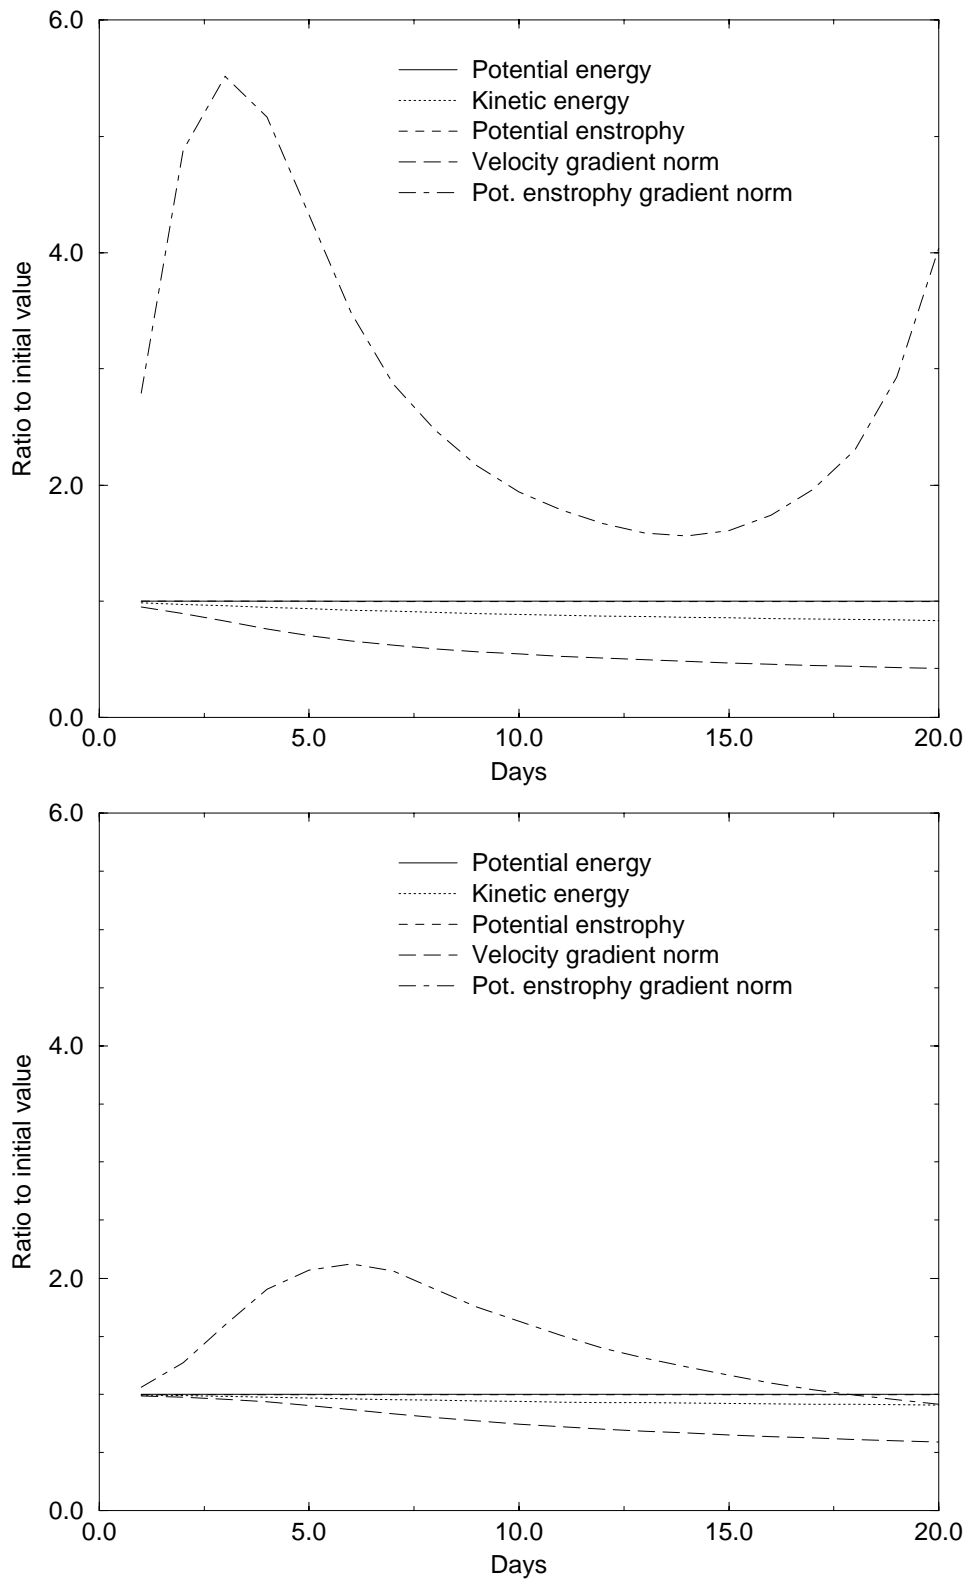 6.0
Potential energy
Kinetic energy
Potential enstrophy
Velocity gradient norm
Pot. enstrophy gradient norm
4.0
Ratio to initial value
2.0
0.0
0.0 5.0 10.0 15.0 20.0
Days
6.0
Potential energy
Kinetic energy
Potential enstrophy
Velocity gradient norm
Pot. enstrophy gradient norm
4.0
Ratio to initial value
2.0
0.0
0.0 5.0 10.0 15.0 20.0
Days